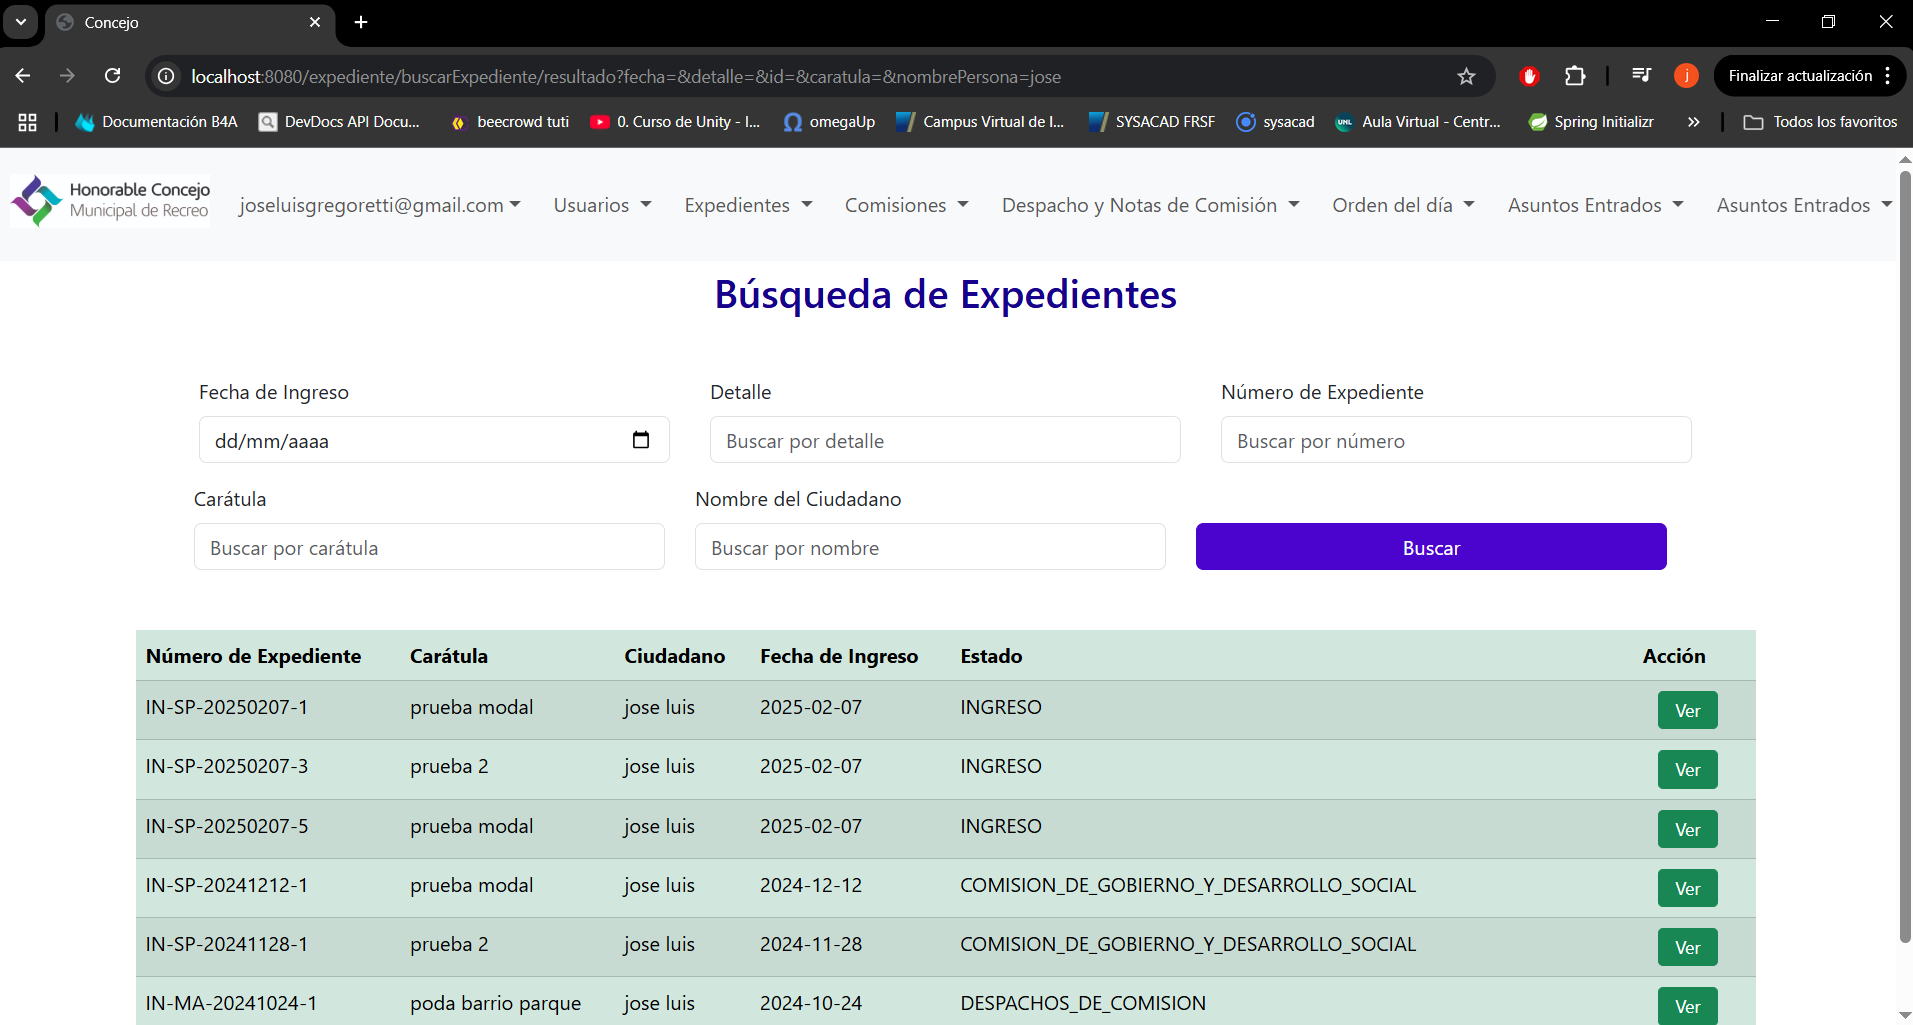 Concejo
localhost:8080/expediente/buscarExpediente/resultado?fecha=&detalle=&id=&caratula=&nombrePersona=jose
j
Finalizar actualización
Documentación B4A
DevDocs API Docu...
beecrowd tuti
0. Curso de Unity - I...
omegaUp
Campus Virtual de I...
SYSACAD FRSF
sysacad
UNL
Aula Virtual - Centr...
Spring Initializr
Todos los favoritos
Honorable Concejo
Municipal de Recreo
joseluisgregoretti@gmail.com
Usuarios
Expedientes
Comisiones
Despacho y Notas de Comisión
Orden del día
Asuntos Entrados
Asuntos Entrados
Búsqueda de Expedientes
Fecha de Ingreso
Detalle
Número de Expediente
dd/mm/aaaa
Buscar por detalle
Buscar por número
Carátula
Nombre del Ciudadano
Buscar por carátula
Buscar por nombre
Buscar
Número de Expediente Carátula Ciudadano Fecha de Ingreso Estado Acción
IN-SP-20250207-1 prueba modal jose luis 2025-02-07 INGRESO Ver
IN-SP-20250207-3 prueba 2 jose luis 2025-02-07 INGRESO Ver
IN-SP-20250207-5 prueba modal jose luis 2025-02-07 INGRESO Ver
IN-SP-20241212-1 prueba modal jose luis 2024-12-12 COMISION_DE_GOBIERNO_Y_DESARROLLO_SOCIAL Ver
IN-SP-20241128-1 prueba 2 jose luis 2024-11-28 COMISION_DE_GOBIERNO_Y_DESARROLLO_SOCIAL Ver
IN-MA-20241024-1 poda barrio parque jose luis 2024-10-24 DESPACHOS_DE_COMISION Ver